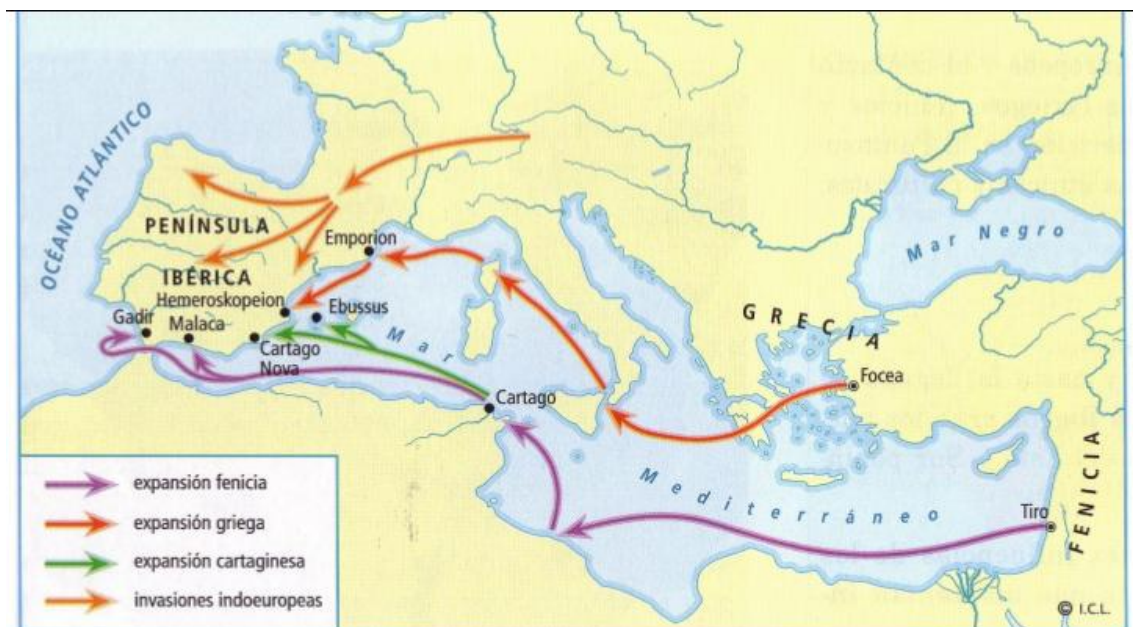 OCÉANO ATLÁNTICO
PENÍNSULA
IBÉRICA
Emporion
Hemeroskopeion
Ebussus
Gadir
Malaca
Cartago
Nova
Cartago
Mar
Mediterráneo
Mar Negro
GRECIA
Focea
Tiro
FENICIA
expansión fenicia
expansión griega
expansión cartaginesa
invasiones indoeuropeas
© I.C.L.